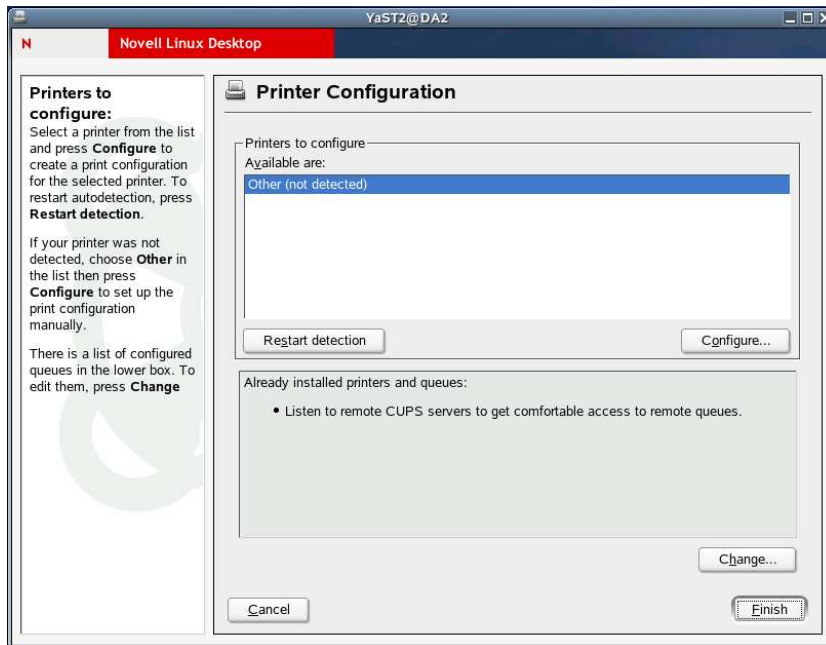 YaST2@DA2
N
Novell Linux Desktop
Printers to
configure:
Select a printer from the list
and press Configure to
create a print configuration
for the selected printer. To
restart autodetection, press
Restart detection.
If your printer was not
detected, choose Other in
the list then press
Configure to set up the
print configuration
manually.
There is a list of configured
queues in the lower box. To
edit them, press Change
Printer Configuration
Printers to configure
Available are:
Other (not detected)
Restart detection
Configure...
Already installed printers and queues:
• Listen to remote CUPS servers to get comfortable access to remote queues.
Change...
Cancel
Finish